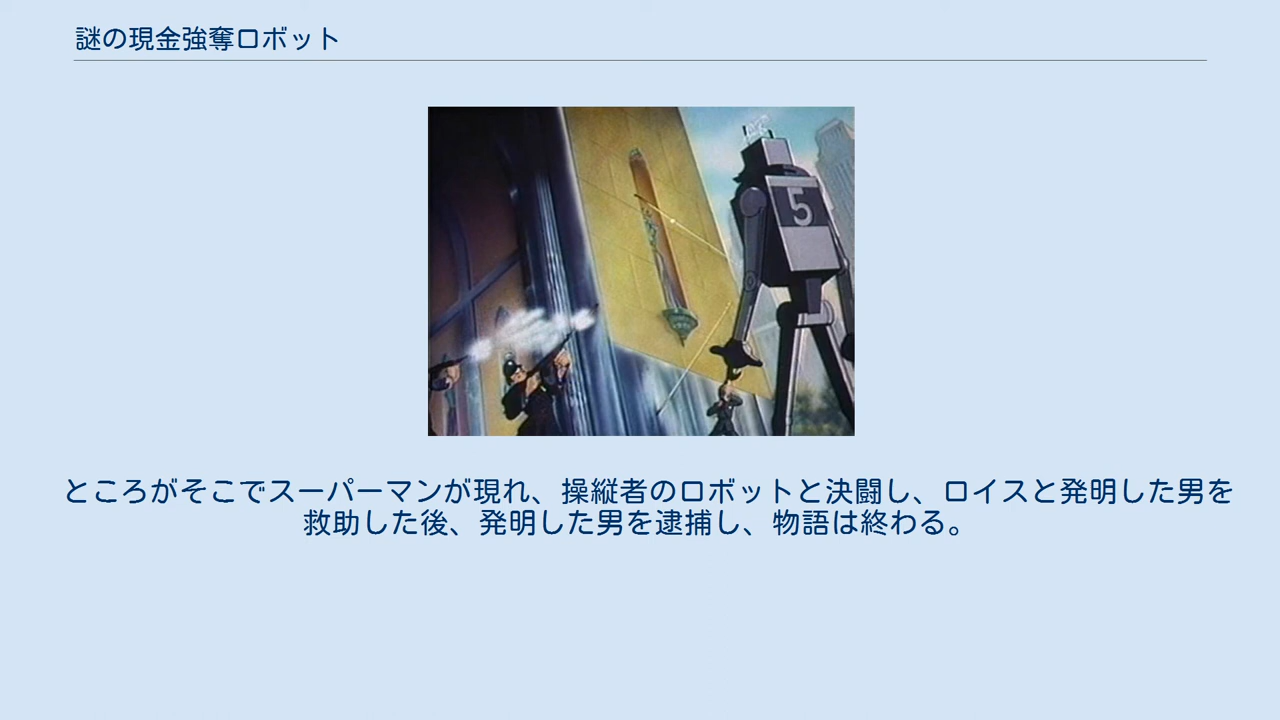 謎の現金強奪ロボット
5
ところがそこでスーパーマンが現れ、操縦者のロボットと決闘し、ロイスと発明した男を
救助した後、発明した男を逮捕し、物語は終わる。